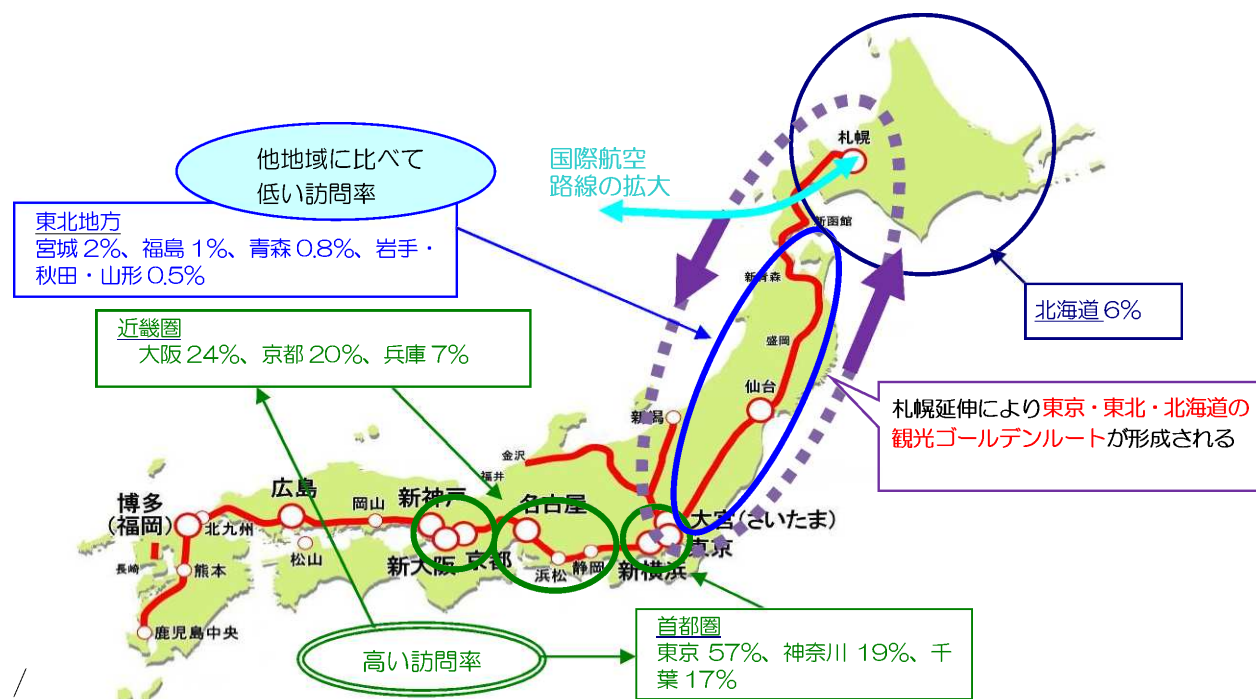 他地域に比べて
低い訪問率
東北地方
宮城 2%、福島 1%、青森 0.8%、岩手・
秋田・山形 0.5%
国際航空
路線の拡大
札幌
新函館
新青森
盛岡
仙台
北海道 6%
近畿圏
大阪 24%、京都 20%、兵庫 7%
札幌延伸により東京・東北・北海道の
観光ゴールデンルートが形成される
新潟
金沢
福井
博多
(福岡)
北九州
広島
岡山
新神戸
名古屋
大宮(さいたま)
東京
長崎
熊本
松山
新大阪
京都
浜松
静岡
新横浜
鹿児島中央
高い訪問率
首都圏
東京 57%、神奈川 19%、千
葉 17%